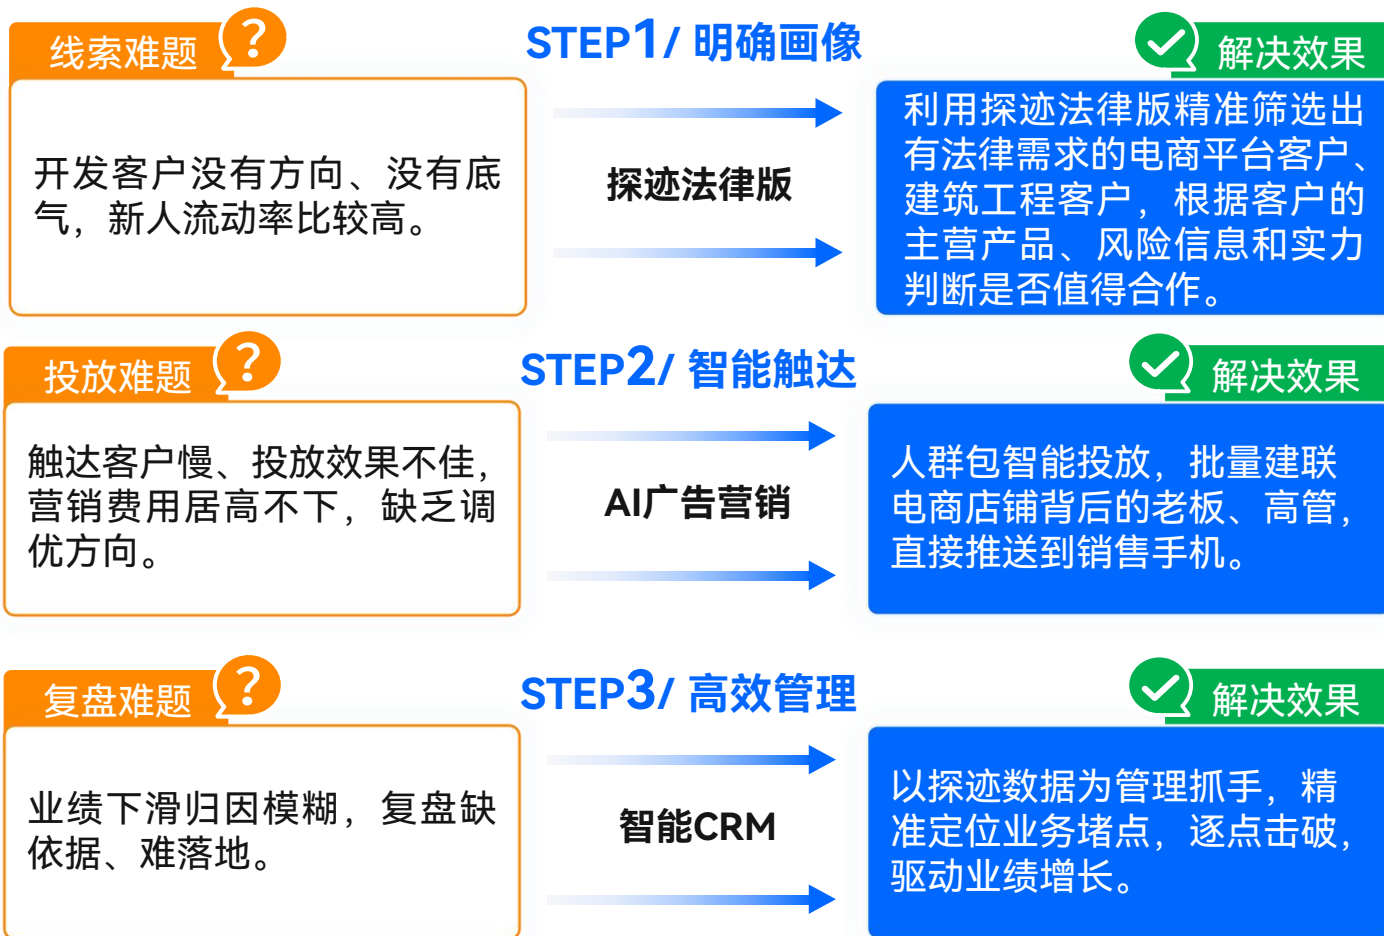 线索难题
?
STEP1/ 明确画像
解决效果
开发客户没有方向、没有底
气，新人流动率比较高。
探迹法律版
利用探迹法律版精准筛选出
有法律需求的电商平台客户、
建筑工程客户，根据客户的
主营产品、风险信息和实力
判断是否值得合作。
投放难题
?
STEP2/ 智能触达
解决效果
触达客户慢、投放效果不佳，
营销费用居高不下，缺乏调
优方向。
AI广告营销
人群包智能投放，批量建联
电商店铺背后的老板、高管，
直接推送到销售手机。
复盘难题
?
STEP3/ 高效管理
解决效果
业绩下滑归因模糊，复盘缺
依据、难落地。
智能CRM
以探迹数据为管理抓手，精
准定位业务堵点，逐点击破，
驱动业绩增长。